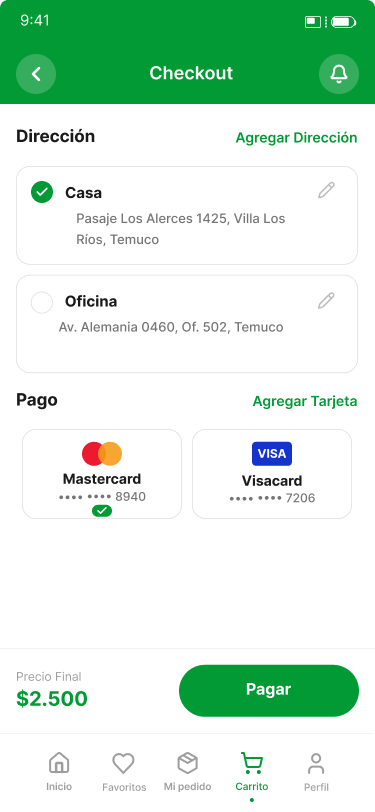 9:41
Checkout
Dirección
Agregar Dirección
Casa
Pasaje Los Alerces 1425, Villa Los
Ríos, Temuco
Oficina
Av. Alemania 0460, Of. 502, Temuco
Pago
Agregar Tarjeta
Mastercard
•••• •••• 8940
VISA
Visacard
•••• •••• 7206
Precio Final
$2.500
Pagar
Inicio
Favoritos
Mi pedido
Carrito
Perfil